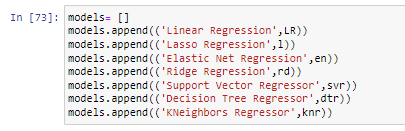 In [73]: models= []
models.append(('Linear Regression',LR))
models.append(('Lasso Regression',l))
models.append(('Elastic Net Regression',en))
models.append(('Ridge Regression',rd))
models.append(('Support Vector Regressor',svr))
models.append(('Decision Tree Regressor',dtr))
models.append(('KNeighbors Regressor',knr))